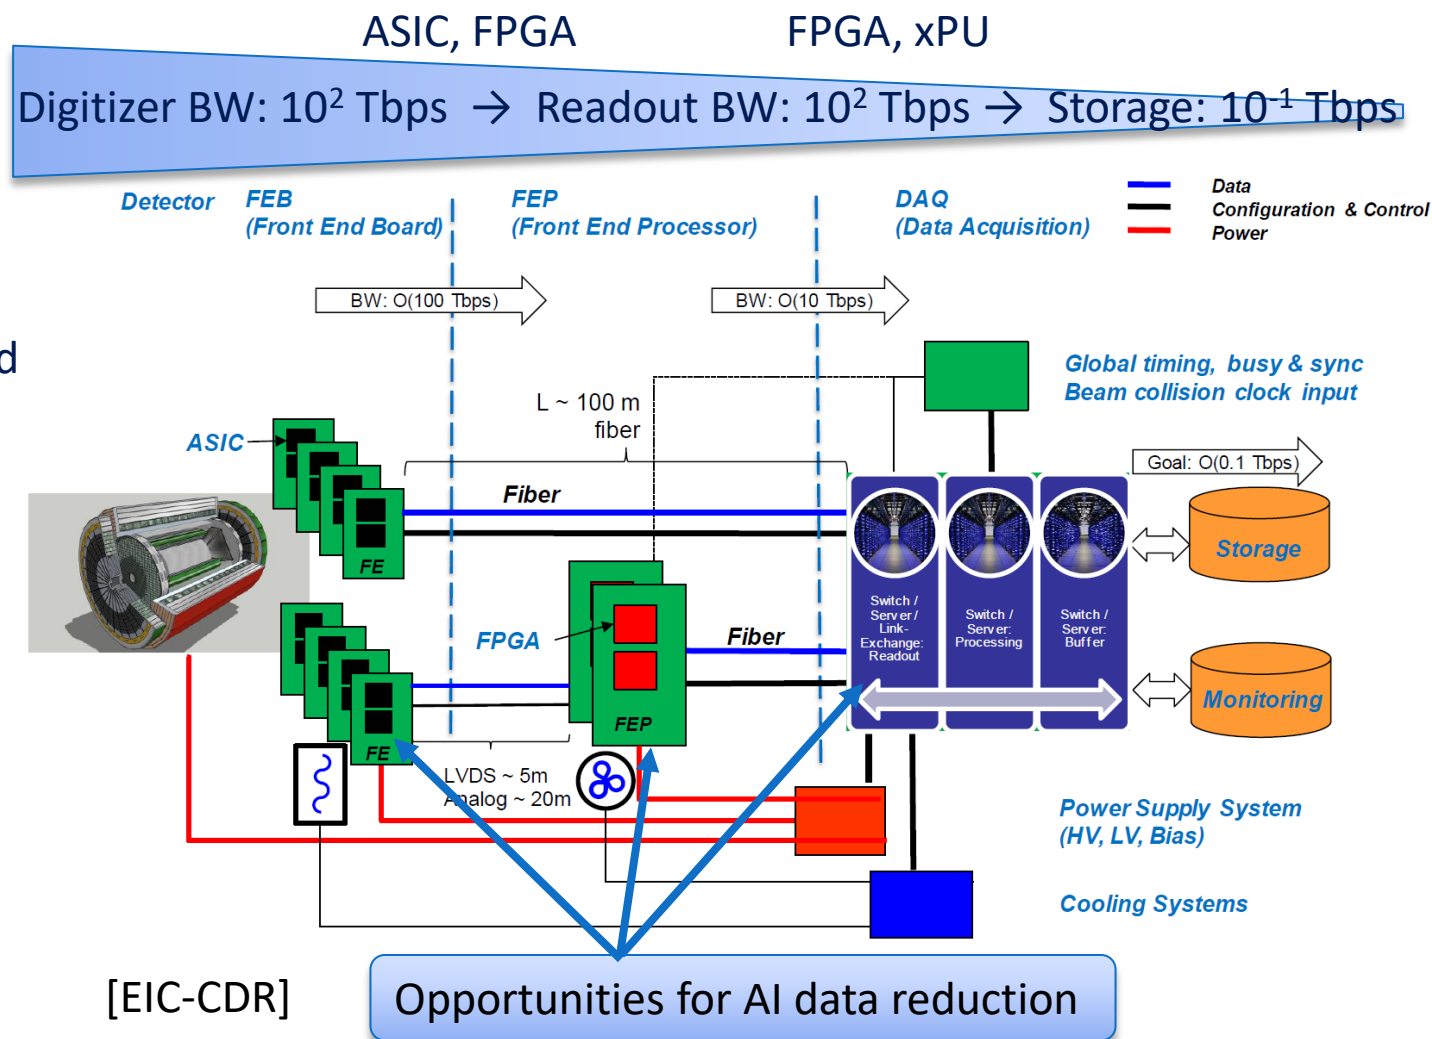 ASIC, FPGA
FPGA, xPU
Digitizer BW: 10² Tbps → Readout BW: 10² Tbps → Storage: 10⁻¹ Tbps
Detector
FEB
(Front End Board)
FEP
(Front End Processor)
DAQ
(Data Acquisition)
Data
Configuration & Control
Power
BW: O(100 Tbps)
BW: O(10 Tbps)
d
Global timing, busy & sync
Beam collision clock input
L ~ 100 m
fiber
ASIC
Goal: O(0.1 Tbps)
Fiber
FE
Storage
Switch /
Server /
Link-
Exchange:
Readout
Switch /
Server:
Processing
Switch /
Server:
Buffer
FPGA
Fiber
FEP
Monitoring
FE
LVDS ~ 5m
Analog ~ 20m
Power Supply System
(HV, LV, Bias)
Cooling Systems
[EIC-CDR]
Opportunities for AI data reduction